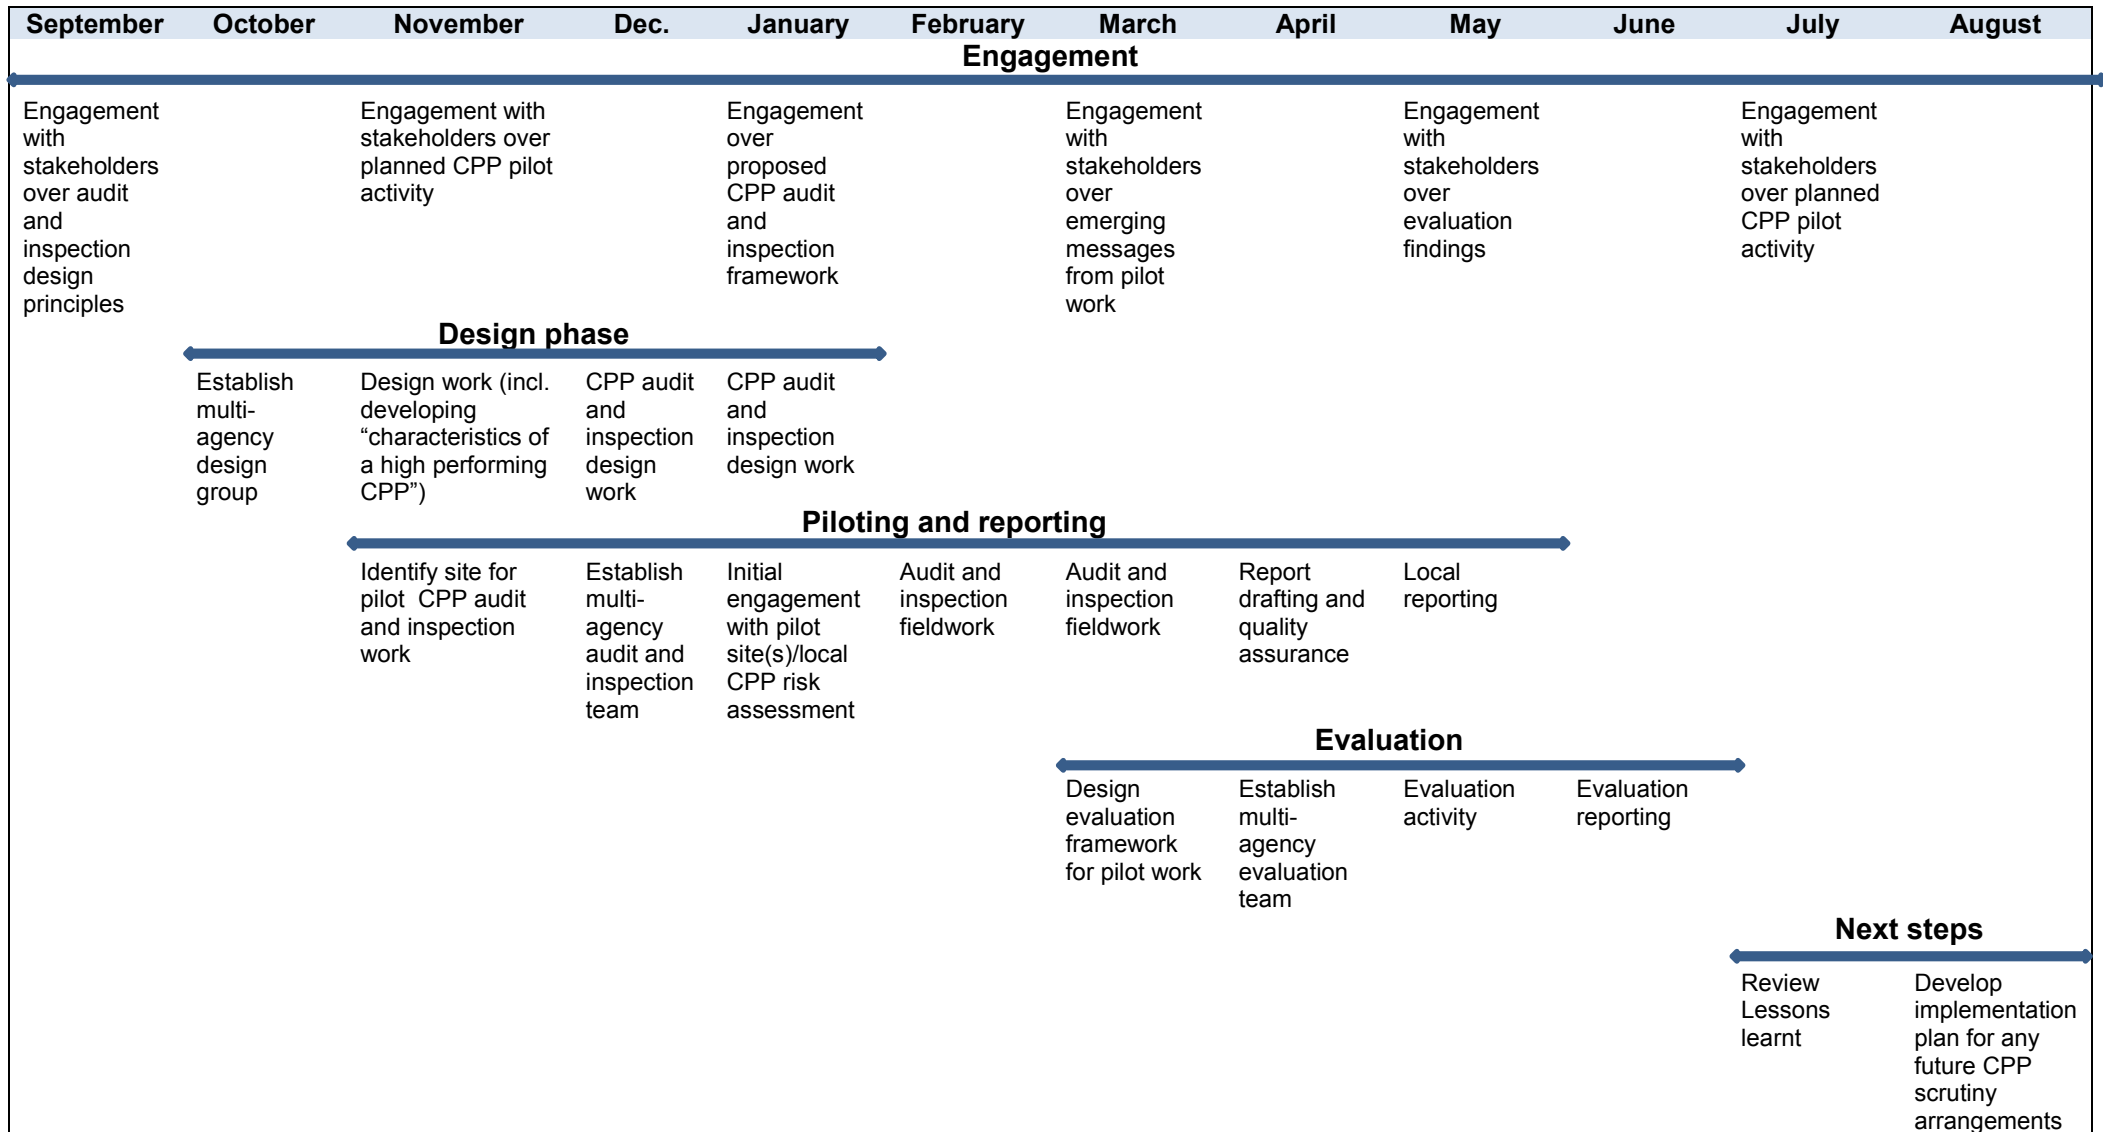 September October November Dec. January February March April May June July August
Engagement
Engagement
with
stakeholders
over audit
and
inspection
design
principles
Engagement with
stakeholders over
planned CPP pilot
activity
Engagement
over
proposed
CPP audit
and
inspection
framework
Engagement
with
stakeholders
over
emerging
messages
from pilot
work
Engagement
with
stakeholders
over
evaluation
findings
Engagement
with
stakeholders
over planned
CPP pilot
activity
Design phase
Establish
multi-
agency
design
group
Design work (incl.
developing
“characteristics of
a high performing
CPP”)
CPP audit
and
inspection
design
work
CPP audit
and
inspection
design work
Piloting and reporting
Identify site for
pilot CPP audit
and inspection
work
Establish
multi-
agency
audit and
inspection
team
Initial
engagement
with pilot
site(s)/local
CPP risk
assessment
Audit and
inspection
fieldwork
Audit and
inspection
fieldwork
Report
drafting and
quality
assurance
Local
reporting
Evaluation
Design
evaluation
framework
for pilot work
Establish
multi-
agency
evaluation
team
Evaluation
activity
Evaluation
reporting
Next steps
Review
Lessons
learnt
Develop
implementation
plan for any
future CPP
scrutiny
arrangements